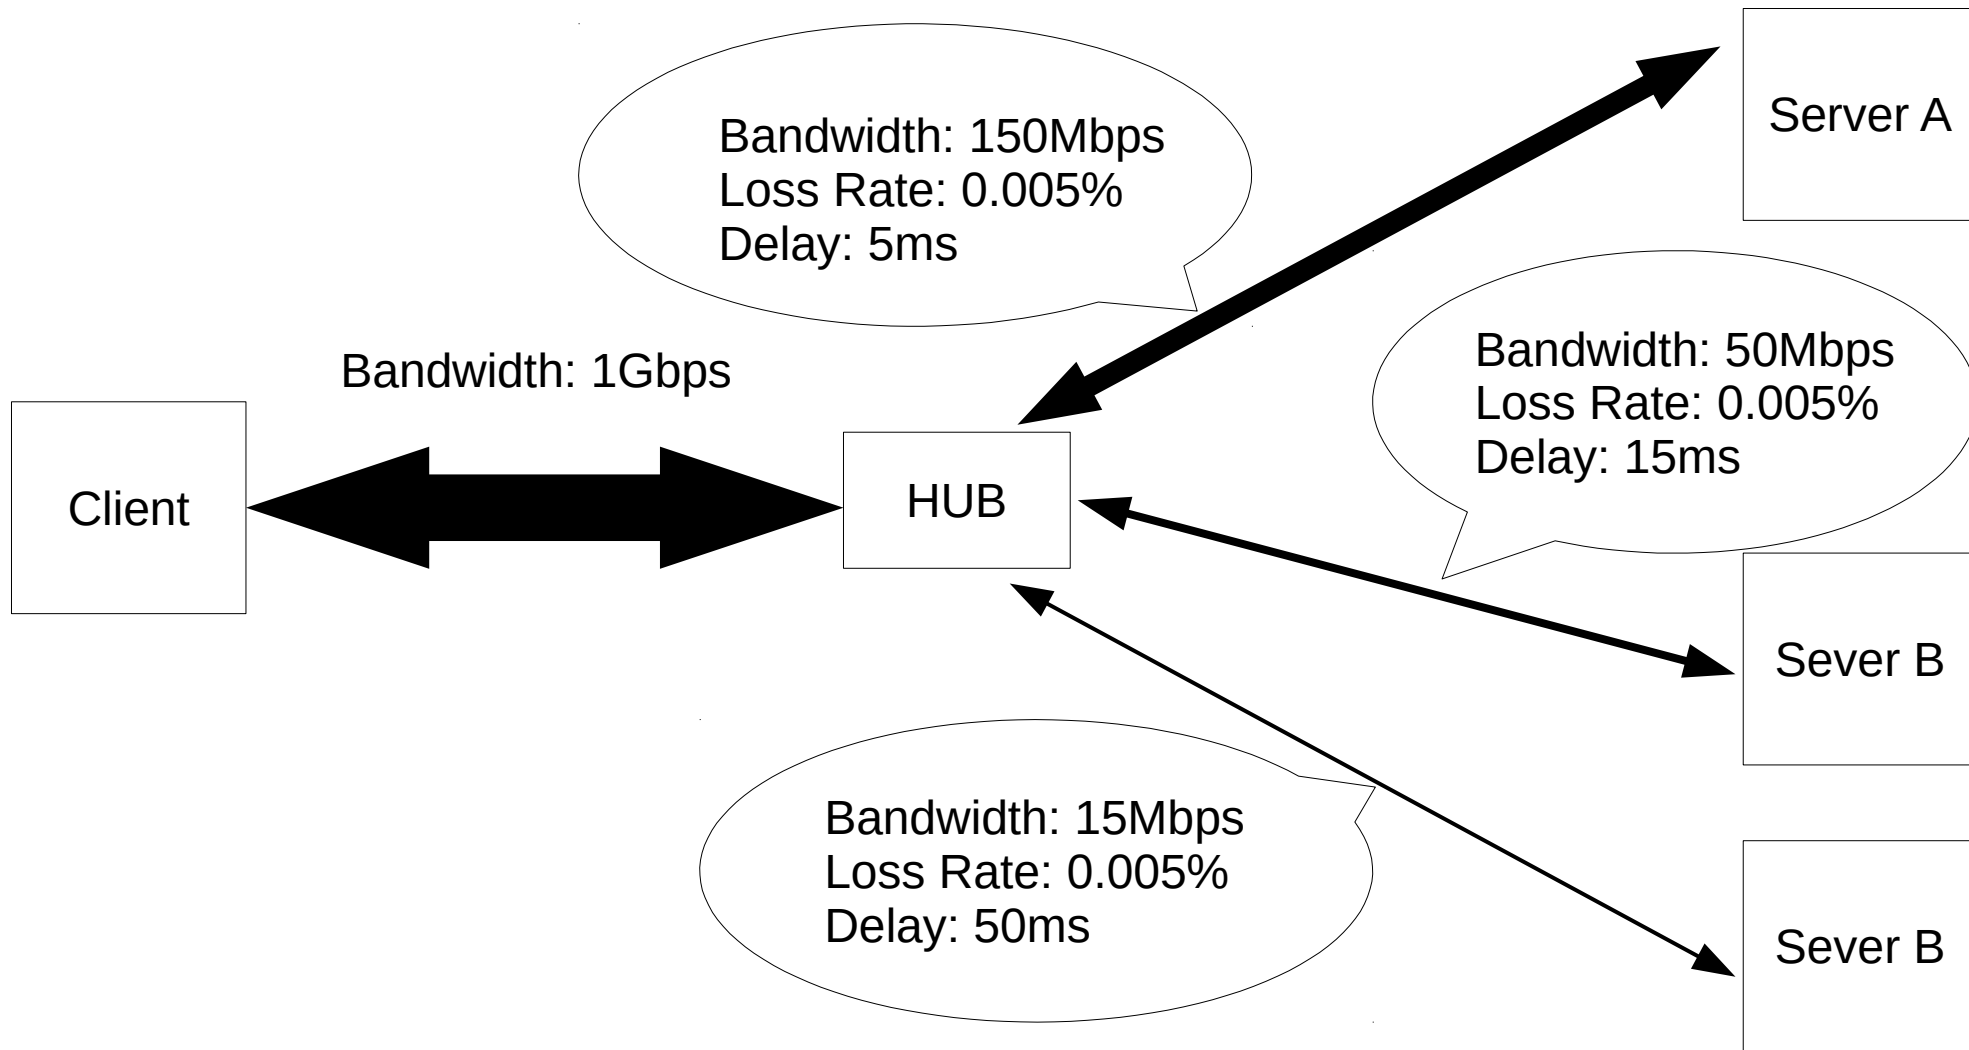 Bandwidth: 150Mbps
Loss Rate: 0.005%
Delay: 5ms
Server A
Bandwidth: 1Gbps
Bandwidth: 50Mbps
Loss Rate: 0.005%
Delay: 15ms
Client
HUB
Sever B
Bandwidth: 15Mbps
Loss Rate: 0.005%
Delay: 50ms
Sever B